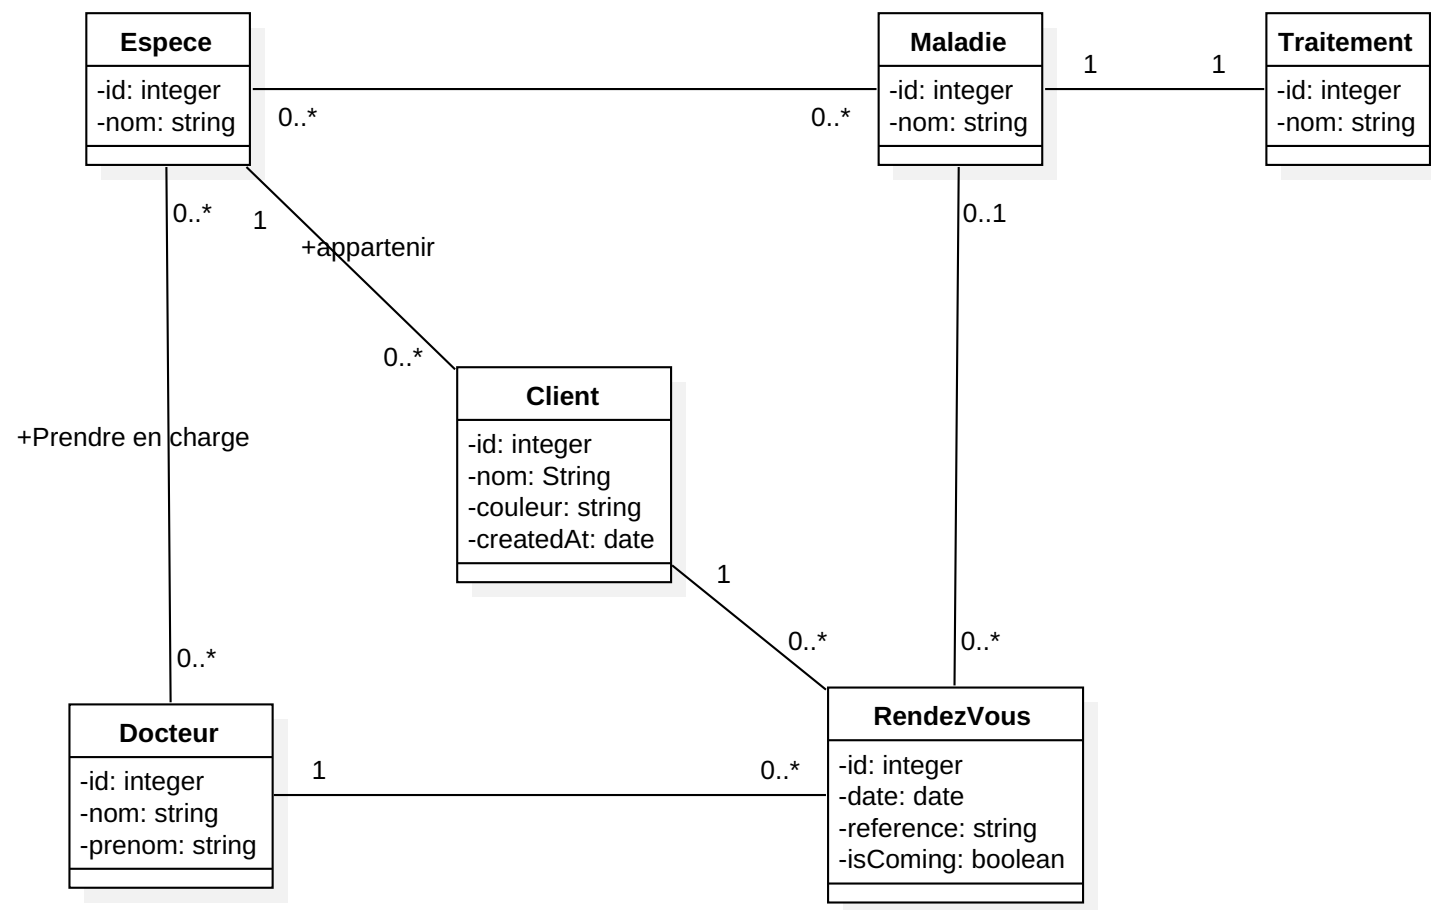 Espece
-id: integer
-nom: string
Maladie
-id: integer
-nom: string
Traitement
-id: integer
-nom: string
0..*
0..*
1
1
0..*
1
+appartenir
0..*
0..1
+Prendre en charge
Client
-id: integer
-nom: String
-couleur: string
-createdAt: date
1
0..*
0..*
0..*
Docteur
-id: integer
-nom: string
-prenom: string
1
0..*
RendezVous
-id: integer
-date: date
-reference: string
-isComing: boolean